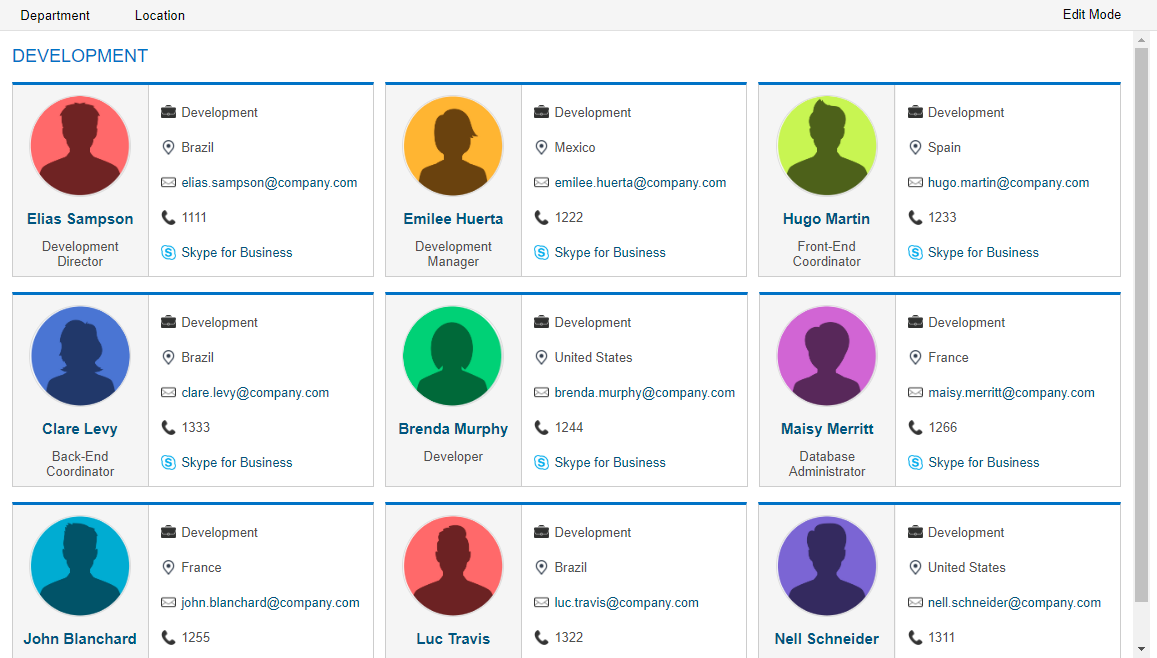 Department
Location
Edit Mode
DEVELOPMENT
Elias Sampson
Development
Director
Development
Brazil
elias.sampson@company.com
1111
Skype for Business
Emilee Huerta
Development
Manager
Development
Mexico
emilee.huerta@company.com
1222
Skype for Business
Hugo Martin
Front-End
Coordinator
Development
Spain
hugo.martin@company.com
1233
Skype for Business
Clare Levy
Back-End
Coordinator
Development
Brazil
clare.levy@company.com
1333
Skype for Business
Brenda Murphy
Developer
Development
United States
brenda.murphy@company.com
1244
Skype for Business
Maisy Merritt
Database
Administrator
Development
France
maisy.merritt@company.com
1266
Skype for Business
John Blanchard
Development
France
john.blanchard@company.com
1255
Luc Travis
Development
Brazil
luc.travis@company.com
1322
Nell Schneider
Development
United States
nell.schneider@company.com
1311